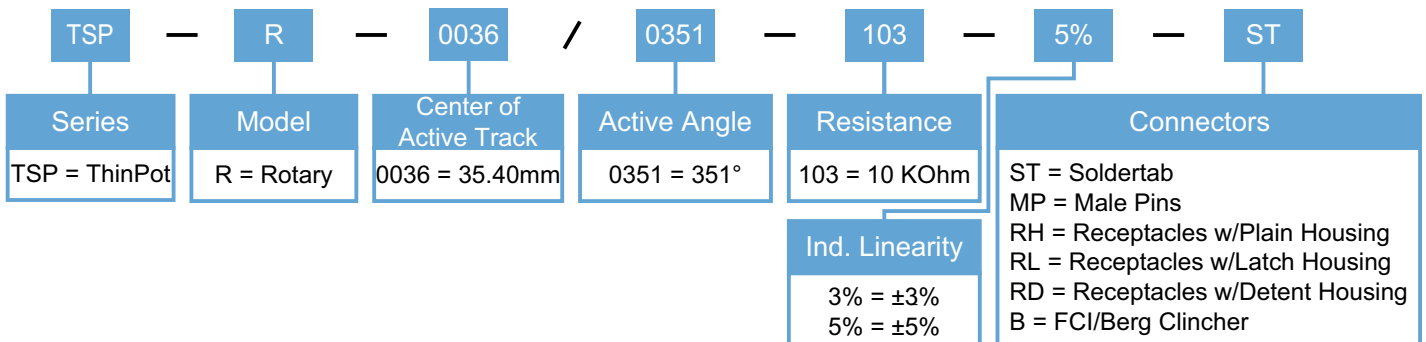 TSP — R — 0036 / 0351 — 103 — 5% — ST
Series
TSP = ThinPot
Model
R = Rotary
Center of
Active Track
0036 = 35.40mm
Active Angle
0351 = 351°
Resistance
103 = 10 KOhm
Ind. Linearity
3% = ±3%
5% = ±5%
Connectors
ST = Soldertab
MP = Male Pins
RH = Receptacles w/Plain Housing
RL = Receptacles w/Latch Housing
RD = Receptacles w/Detent Housing
B = FCI/Berg Clincher